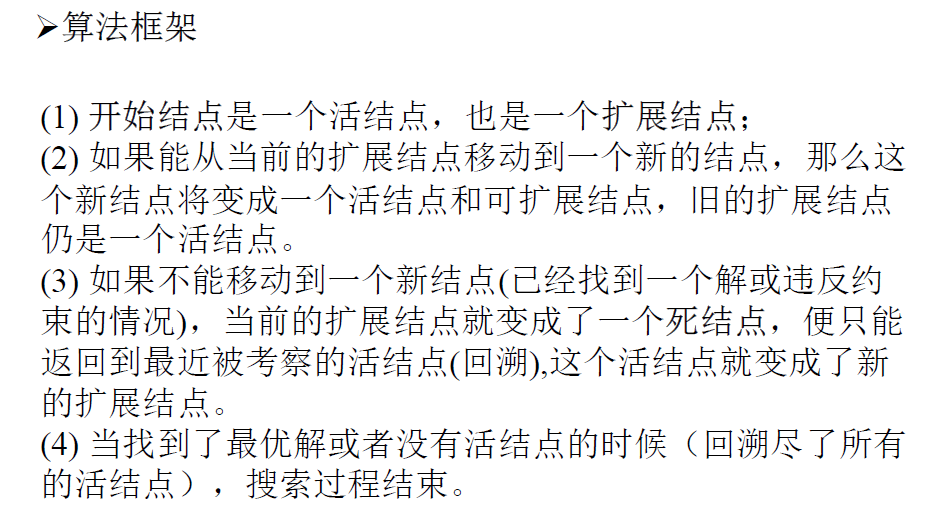 ➢算法框架
(1) 开始结点是一个活结点，也是一个扩展结点；
(2) 如果能从当前的扩展结点移动到一个新的结点，那么这
个新结点将变成一个活结点和可扩展结点，旧的扩展结点
仍是一个活结点。
(3) 如果不能移动到一个新结点(已经找到一个解或违反约
束的情况)，当前的扩展结点就变成了一个死结点，便只能
返回到最近被考察的活结点(回溯),这个活结点就变成了新
的扩展结点。
(4) 当找到了最优解或者没有活结点的时候（回溯尽了所有
的活结点），搜索过程结束。